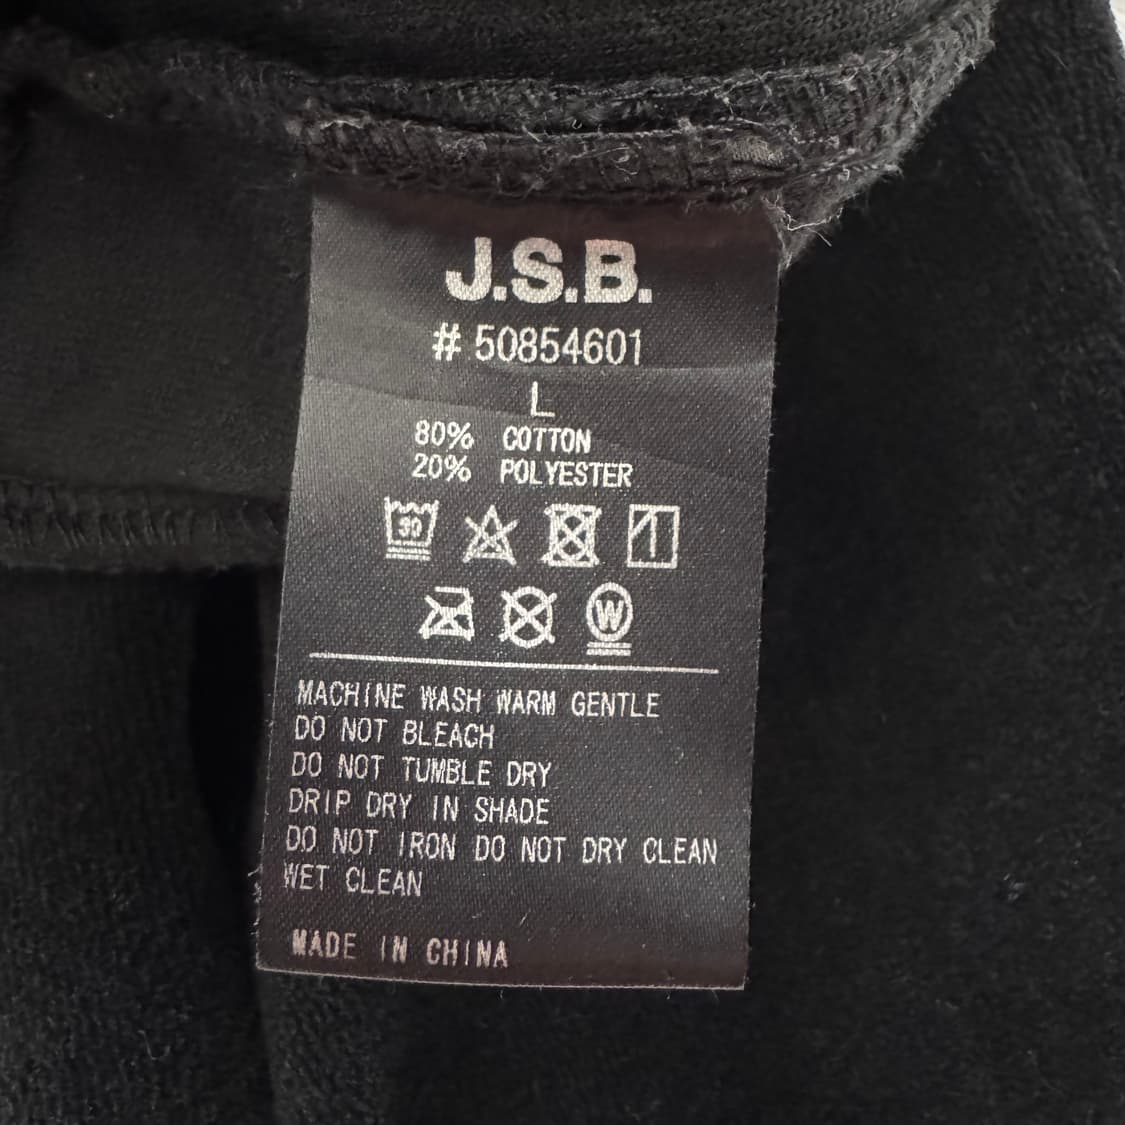 J.S.B.
# 50854601
L
80% COTTON
20% POLYESTER
30
W
MACHINE WASH WARM GENTLE
DO NOT BLEACH
DO NOT TUMBLE DRY
DRIP DRY IN SHADE
DO NOT IRON DO NOT DRY CLEAN
WET CLEAN
MADE IN CHINA